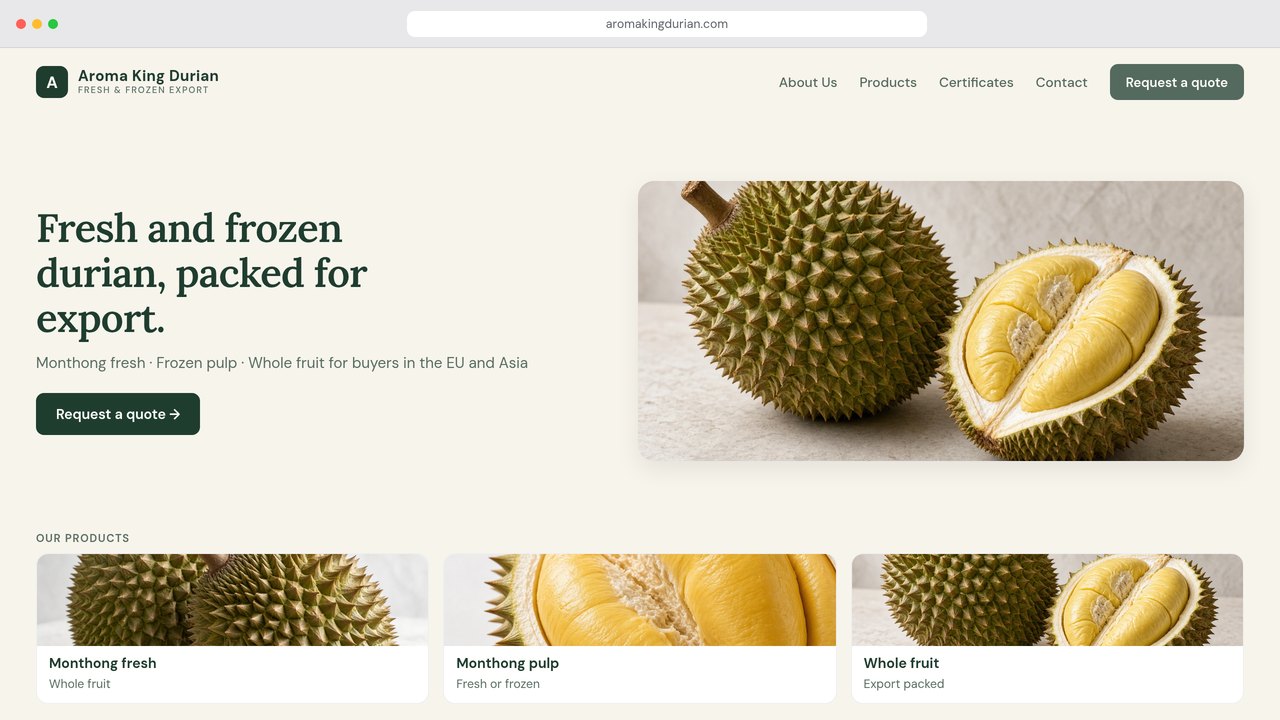 aromakingdurian.com
A
Aroma King Durian
FRESH & FROZEN EXPORT
About Us
Products
Certificates
Contact
Request a quote
Fresh and frozen
durian, packed for
export.
Monthong fresh · Frozen pulp · Whole fruit for buyers in the EU and Asia
Request a quote →
OUR PRODUCTS
Monthong fresh
Whole fruit
Monthong pulp
Fresh or frozen
Whole fruit
Export packed